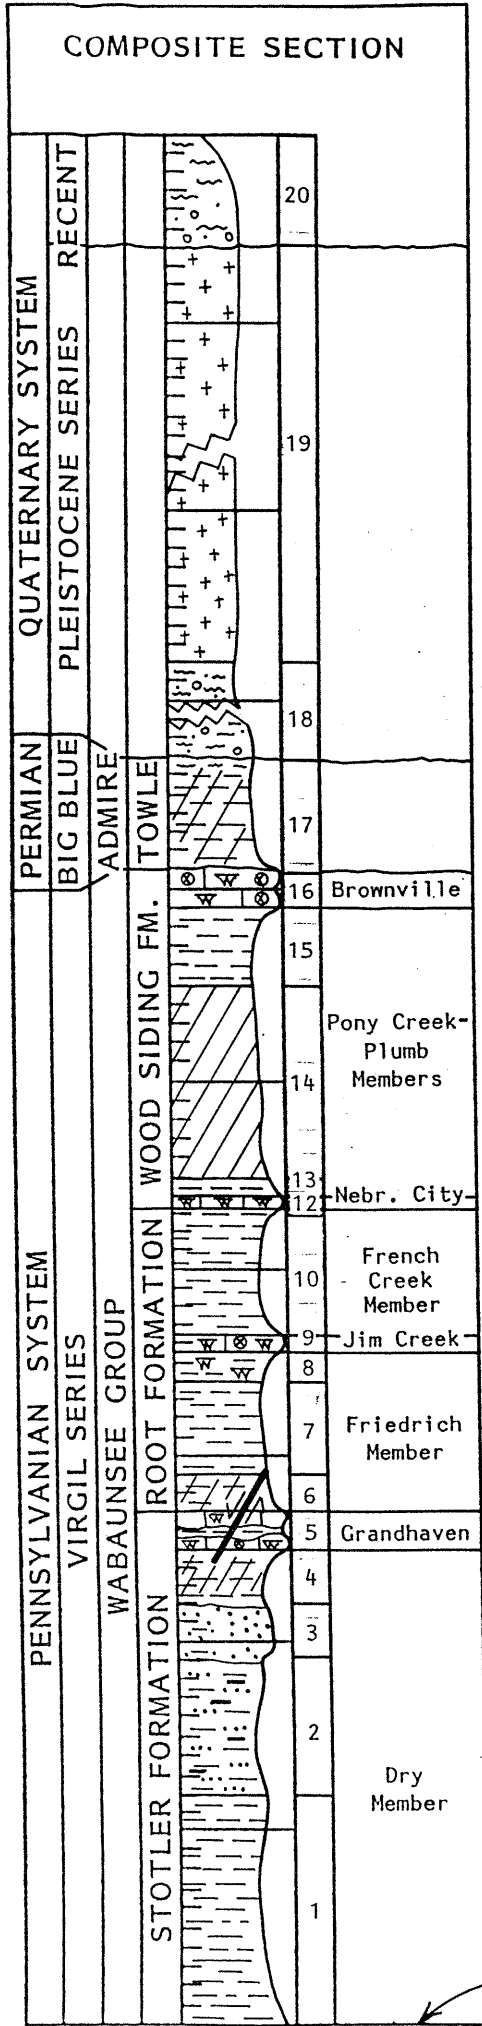 COMPOSITE SECTION
QUATERNARY SYSTEM
PERMIAN
PENNSYLVANIAN SYSTEM
RECENT
PLEISTOCENE SERIES
BIG BLUE
VIRGIL SERIES
ADMIRE
WABAUNSEE GROUP
TOWLE
WOOD SIDING FM.
ROOT FORMATION
STOTLER FORMATION
20
19
18
17
16
15
14
13
12
10
9
8
7
6
5
4
3
2
1
Brownville
Pony Creek-
Plumb
Members
Nebr. City
French
Creek
Member
Jim Creek
Friedrich
Member
Grandhaven
Dry
Member